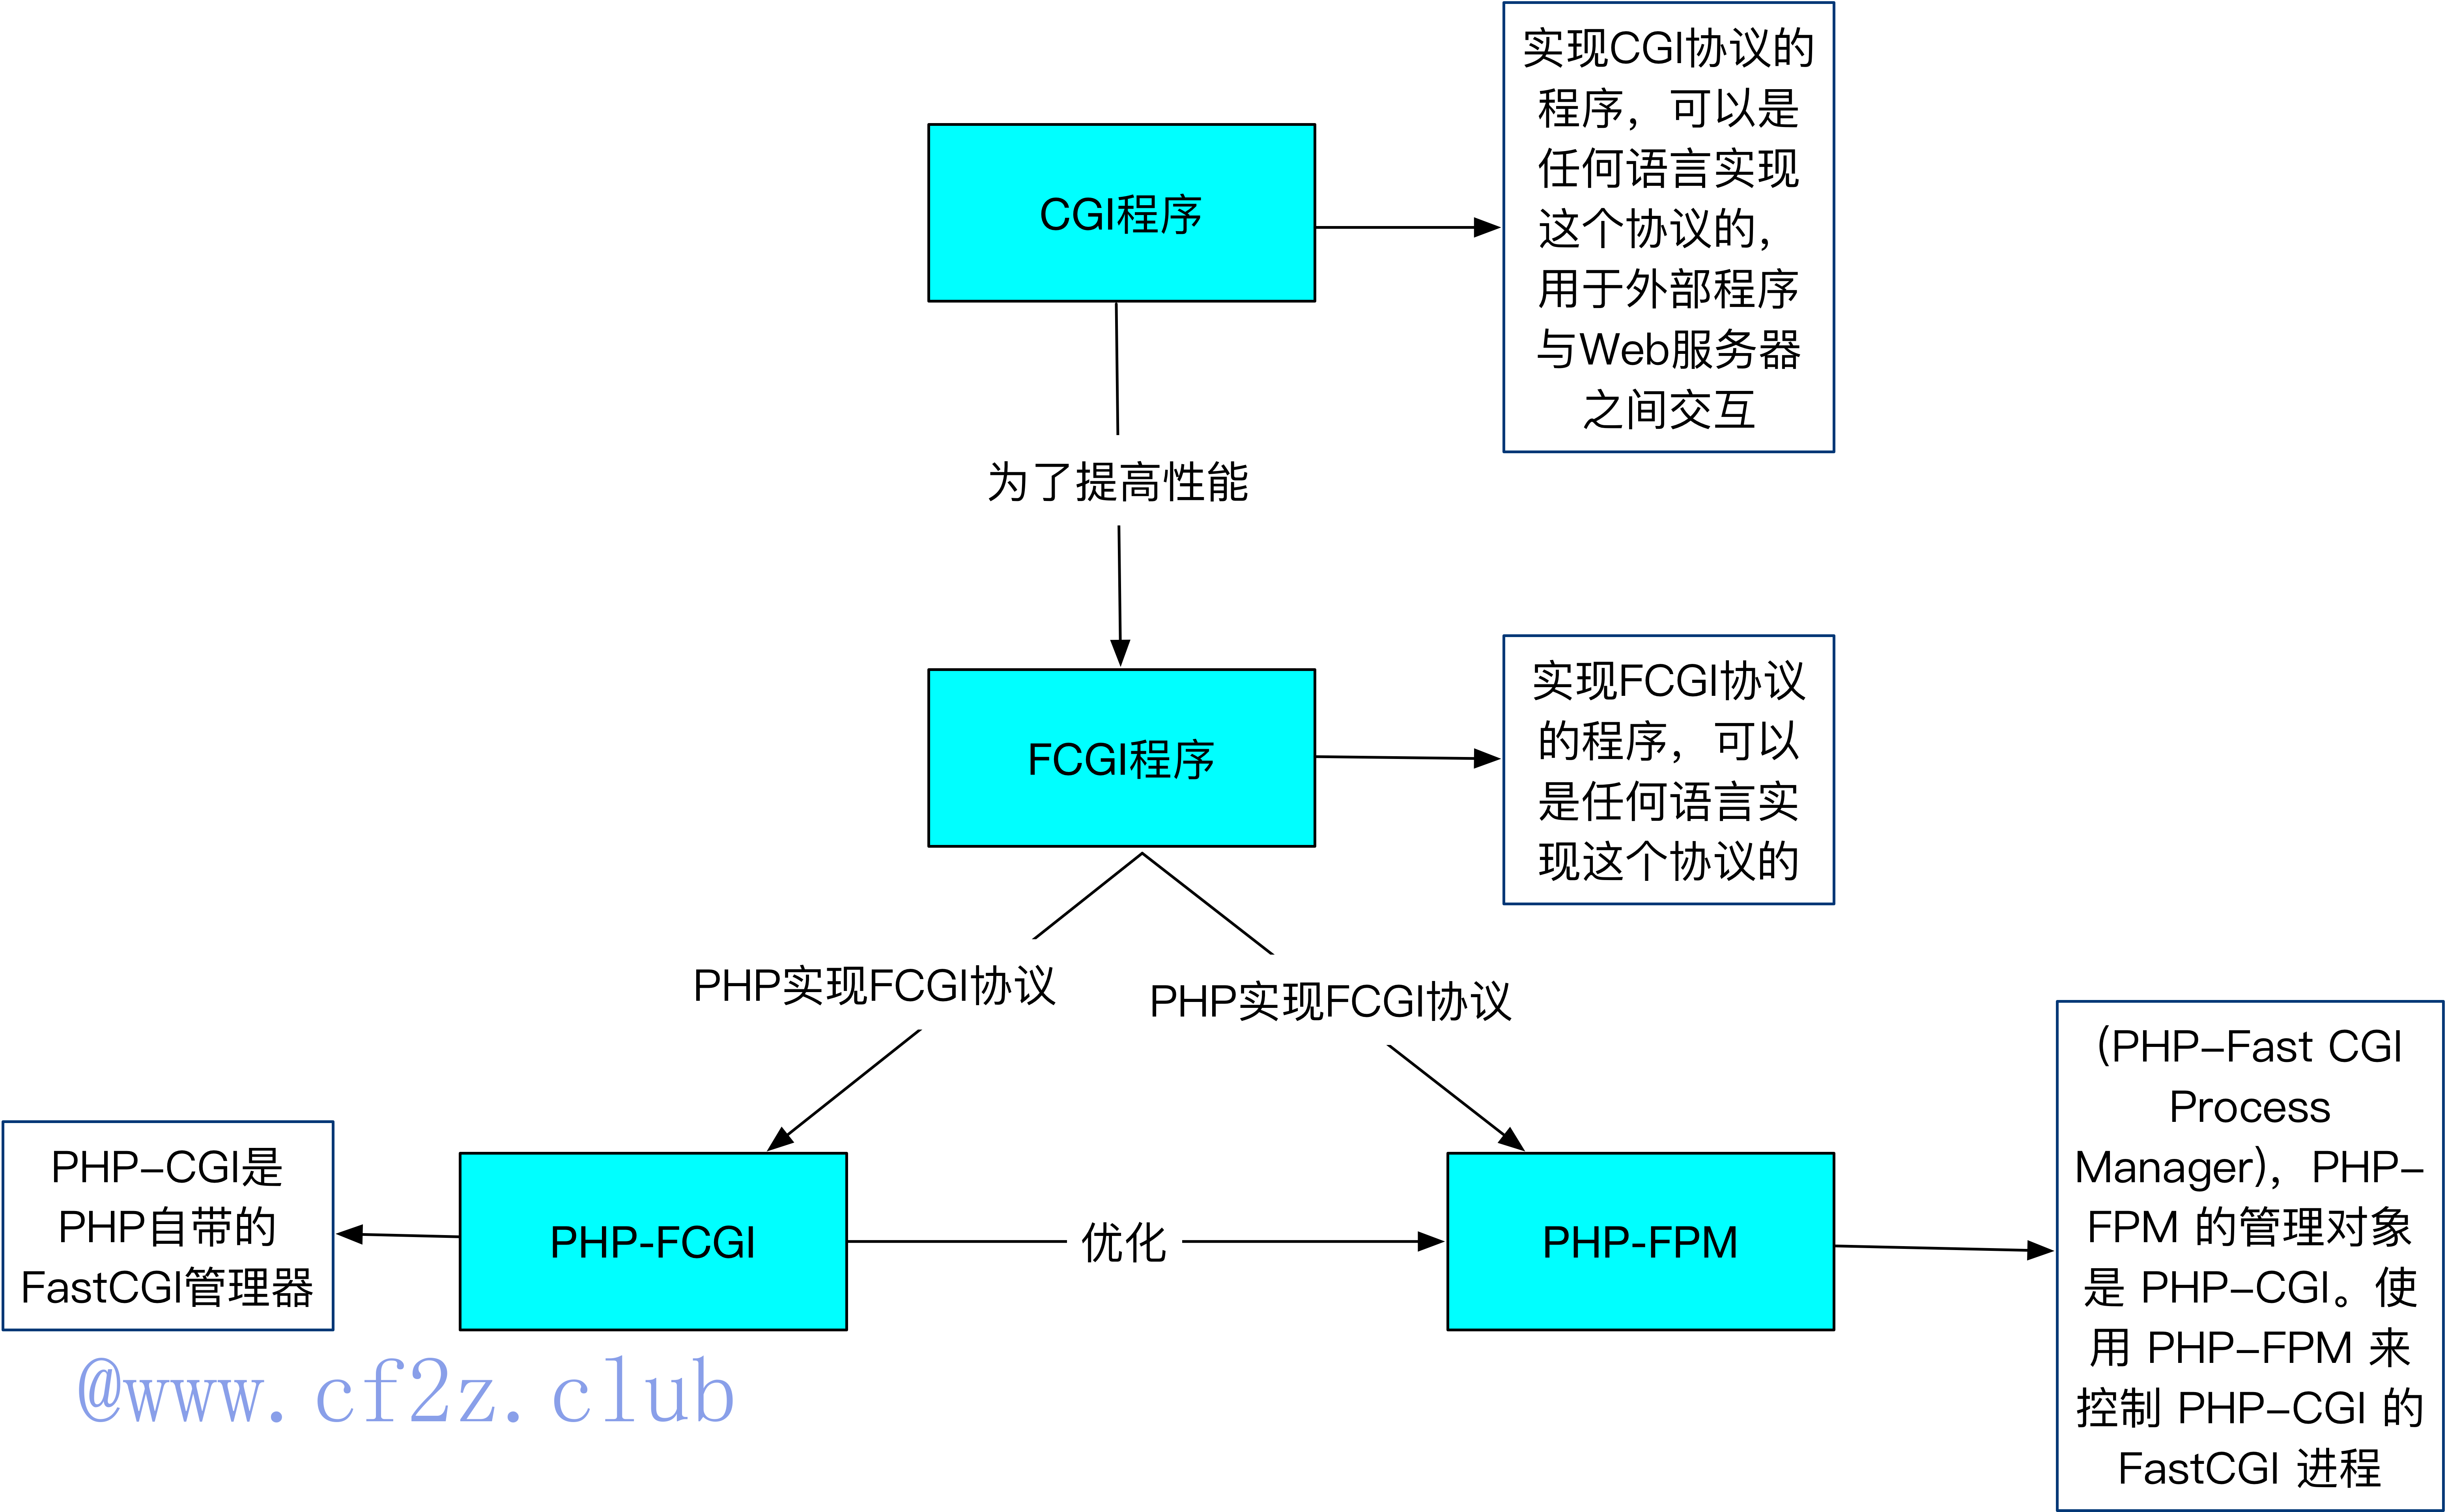 实现CGI协议的
程序，可以是
任何语言实现
这个协议的，
用于外部程序
与Web服务器
之间交互
CGI程序
为了提高性能
FCGI程序
实现FCGI协议
的程序，可以
是任何语言实
现这个协议的
PHP实现FCGI协议
PHP实现FCGI协议
PHP-CGI是
PHP自带的
FastCGI管理器
PHP-FCGI
优化
PHP-FPM
（PHP-Fast CGI
Process
Manager），PHP-
FPM 的管理对象
是 PHP-CGI。使
用 PHP-FPM 来
控制 PHP-CGI 的
FastCGI 进程
@www.cf2z.club